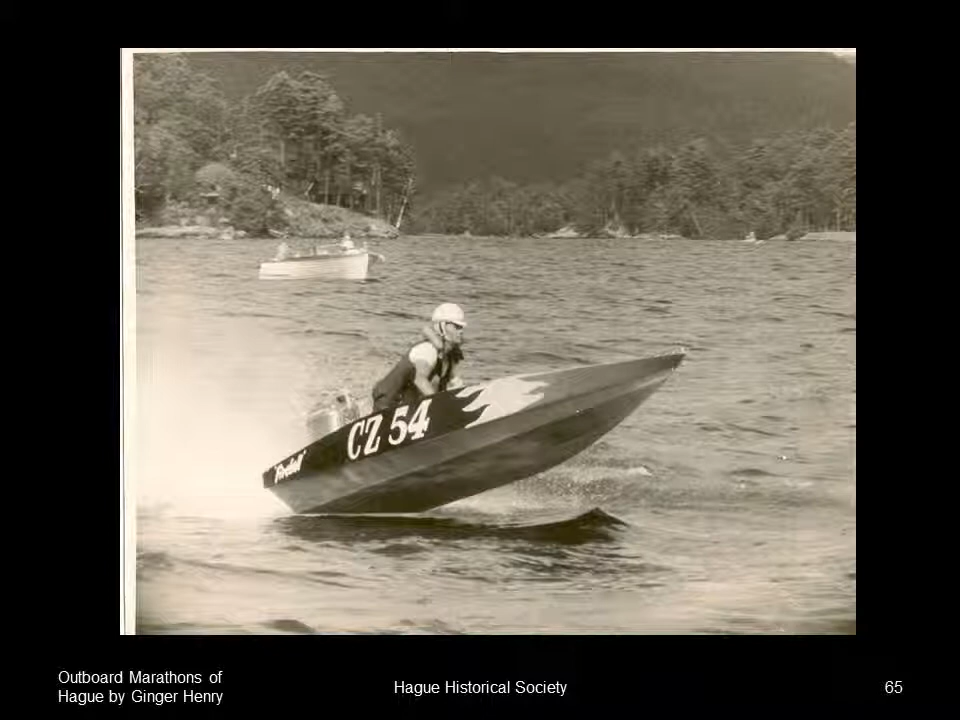 CZ 54
Outboard Marathons of
Hague by Ginger Henry
Hague Historical Society
65